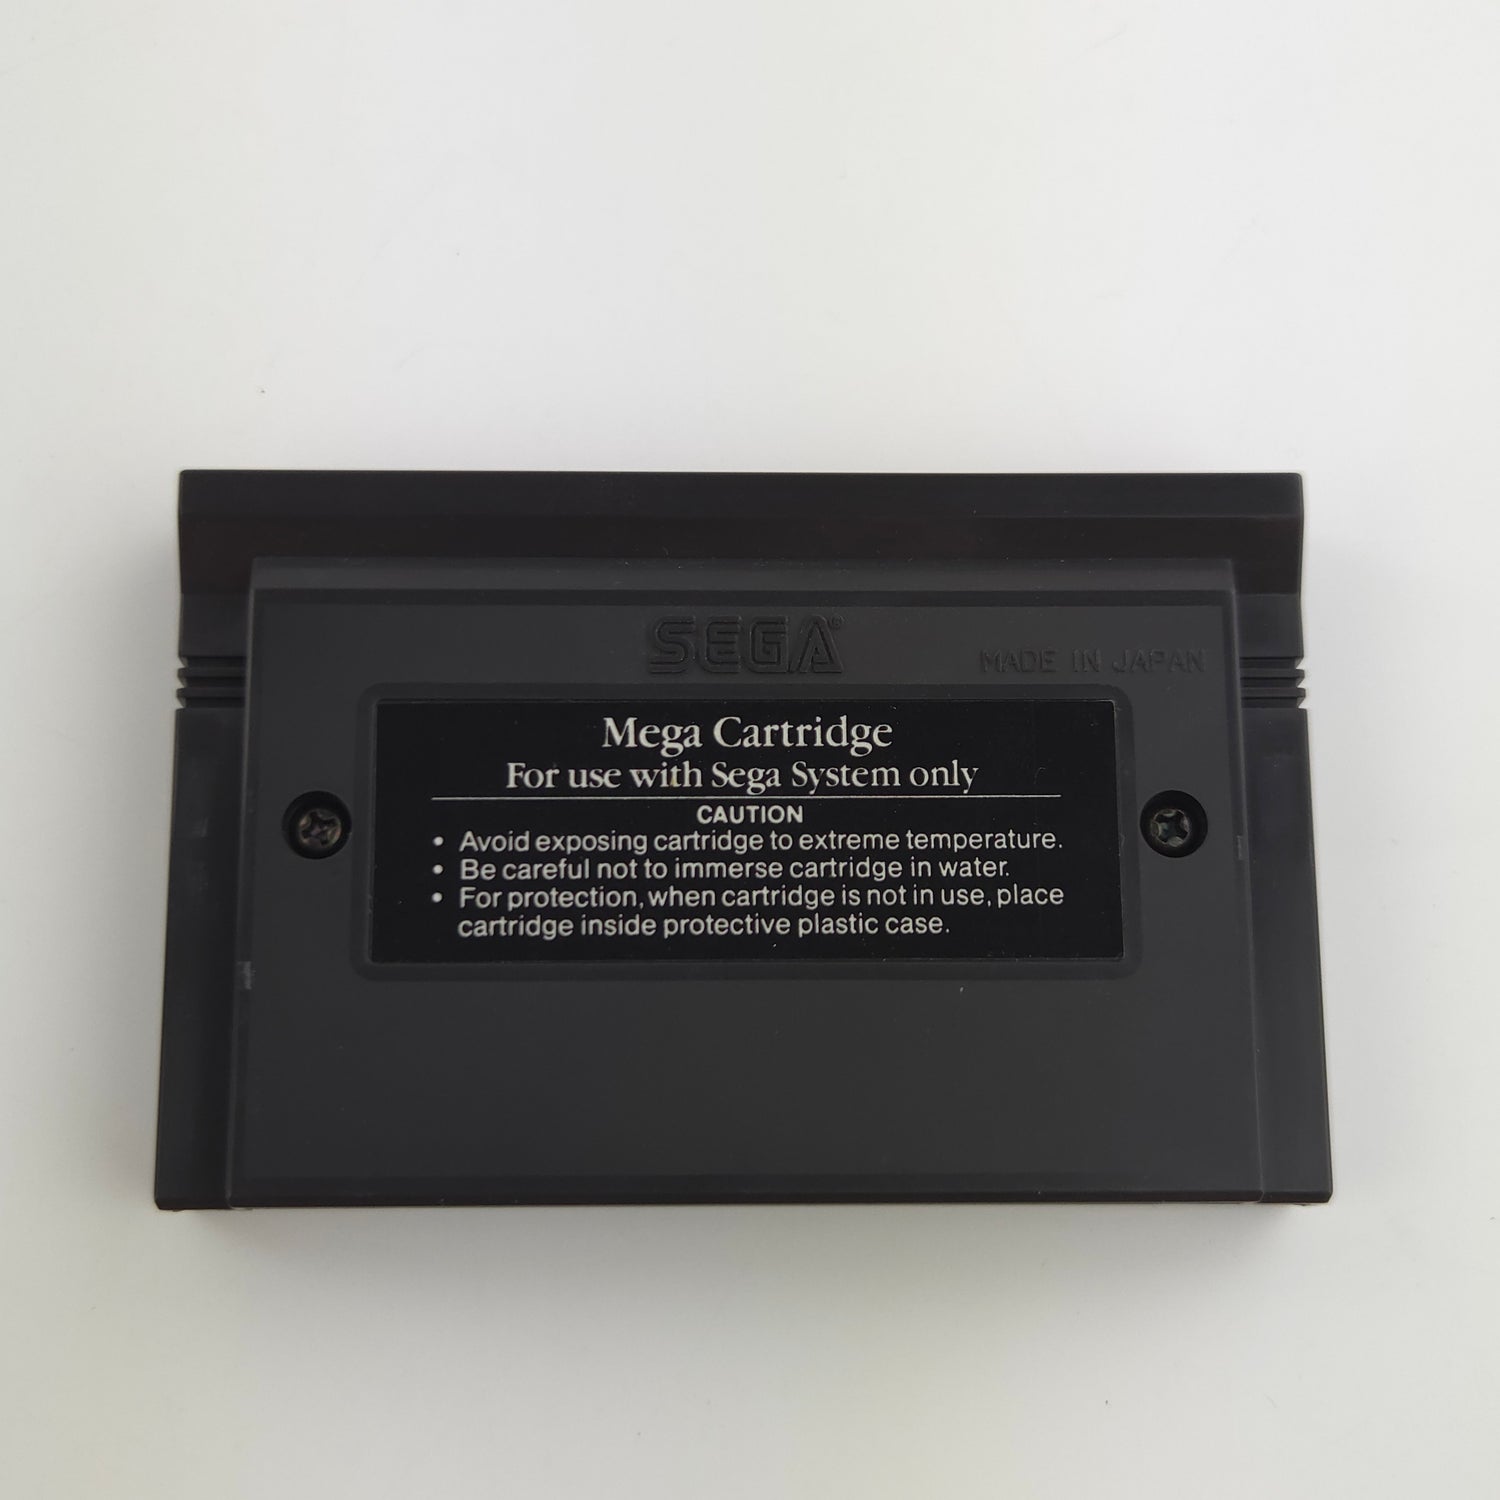 SEGA®
MADE IN JAPAN
Mega Cartridge
For use with Sega System only
CAUTION
• Avoid exposing cartridge to extreme temperature.
• Be careful not to immerse cartridge in water.
• For protection, when cartridge is not in use, place
cartridge inside protective plastic case.